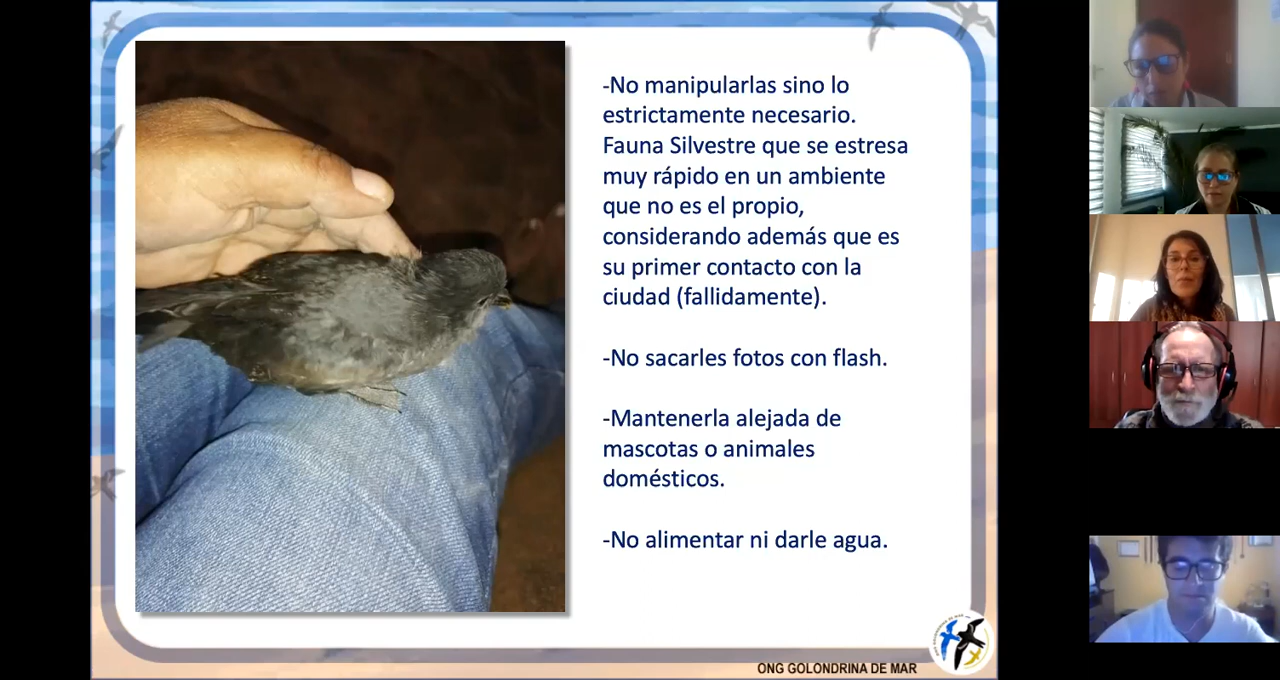 -No manipularlas sino lo
estrictamente necesario.
Fauna Silvestre que se estresa
muy rápido en un ambiente
que no es el propio,
considerando además que es
su primer contacto con la
ciudad (fallidamente).
-No sacarles fotos con flash.
-Mantenerla alejada de
mascotas o animales
domésticos.
-No alimentar ni darle agua.
ONG GOLONDRINA DE MAR